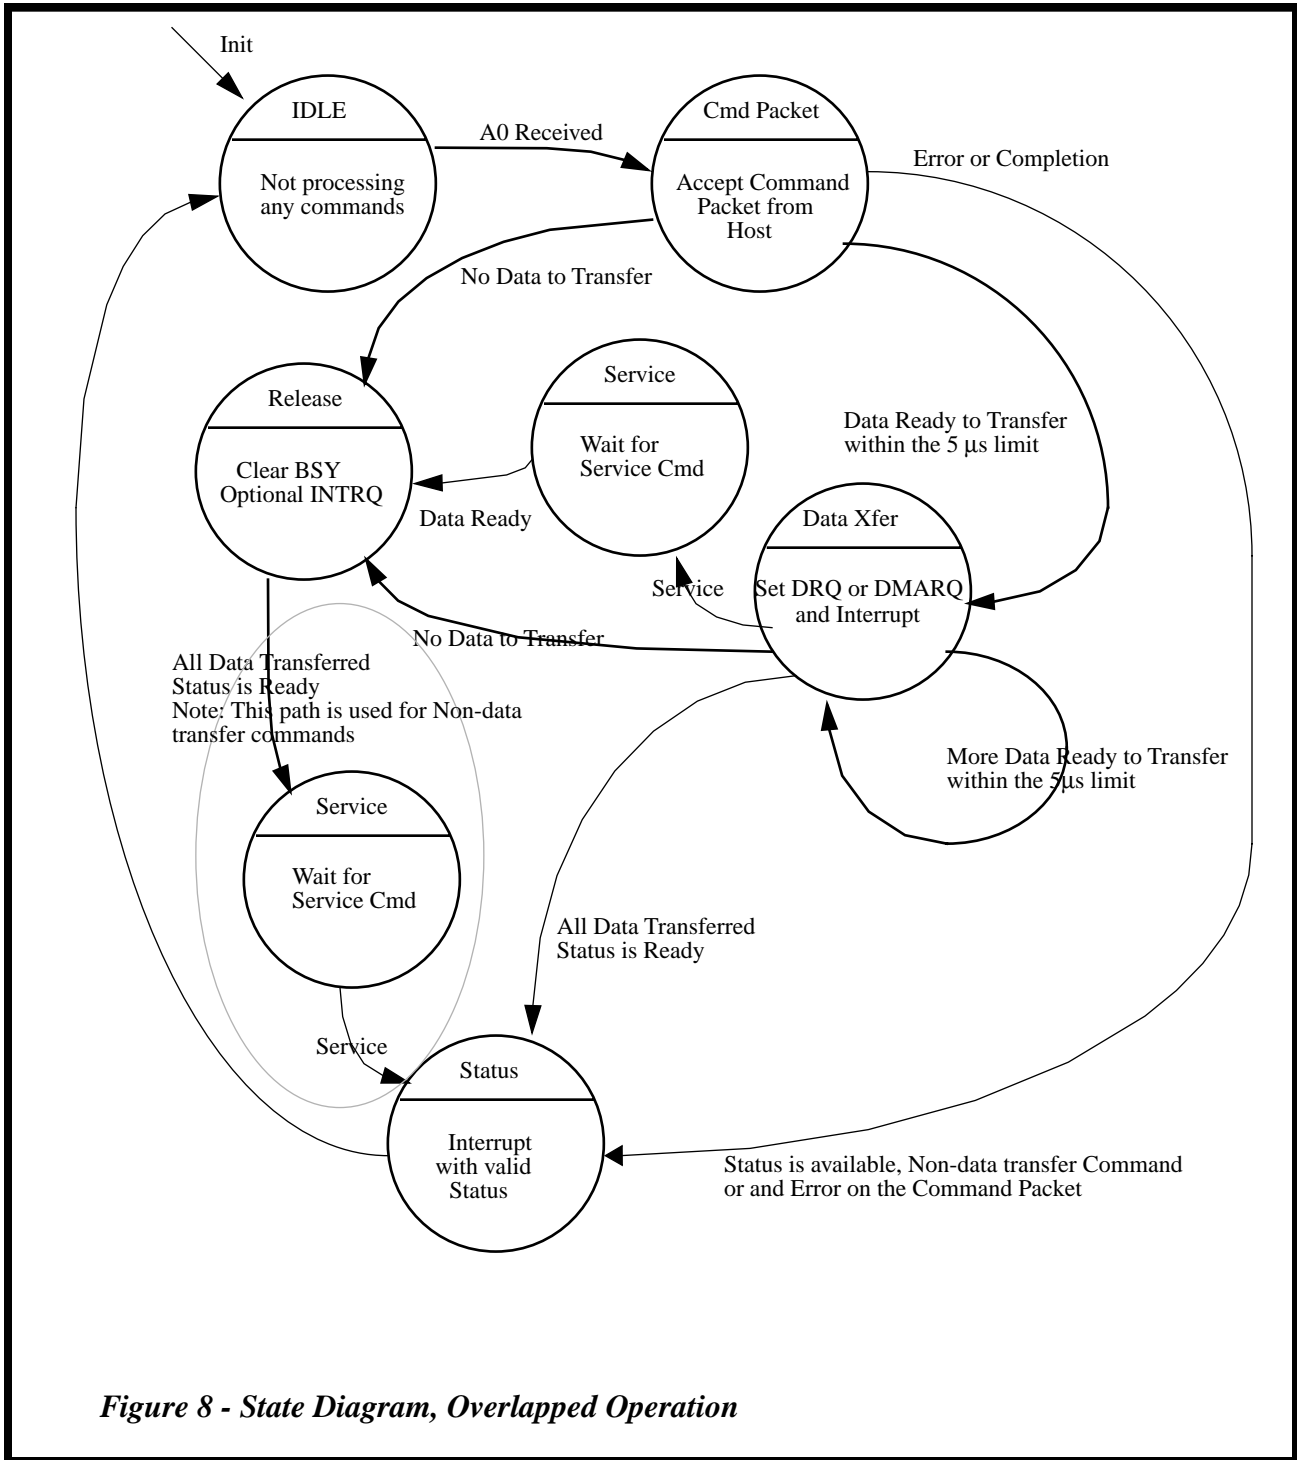 Init
IDLE
Not processing
any commands
A0 Received
Cmd Packet
Accept Command
Packet from
Host
Error or Completion
No Data to Transfer
Release
Clear BSY
Optional INTRQ
Service
Wait for
Service Cmd
Data Ready
Data Ready to Transfer
within the 5 μs limit
Data Xfer
Set DRQ or DMARQ
and Interrupt
Service
No Data to Transfer
All Data Transferred
Status is Ready
Note: This path is used for Non-data
transfer commands
More Data Ready to Transfer
within the 5μs limit
Service
Wait for
Service Cmd
All Data Transferred
Status is Ready
Service
Status
Interrupt
with valid
Status
Status is available, Non-data transfer Command
or and Error on the Command Packet
Figure 8 - State Diagram, Overlapped Operation